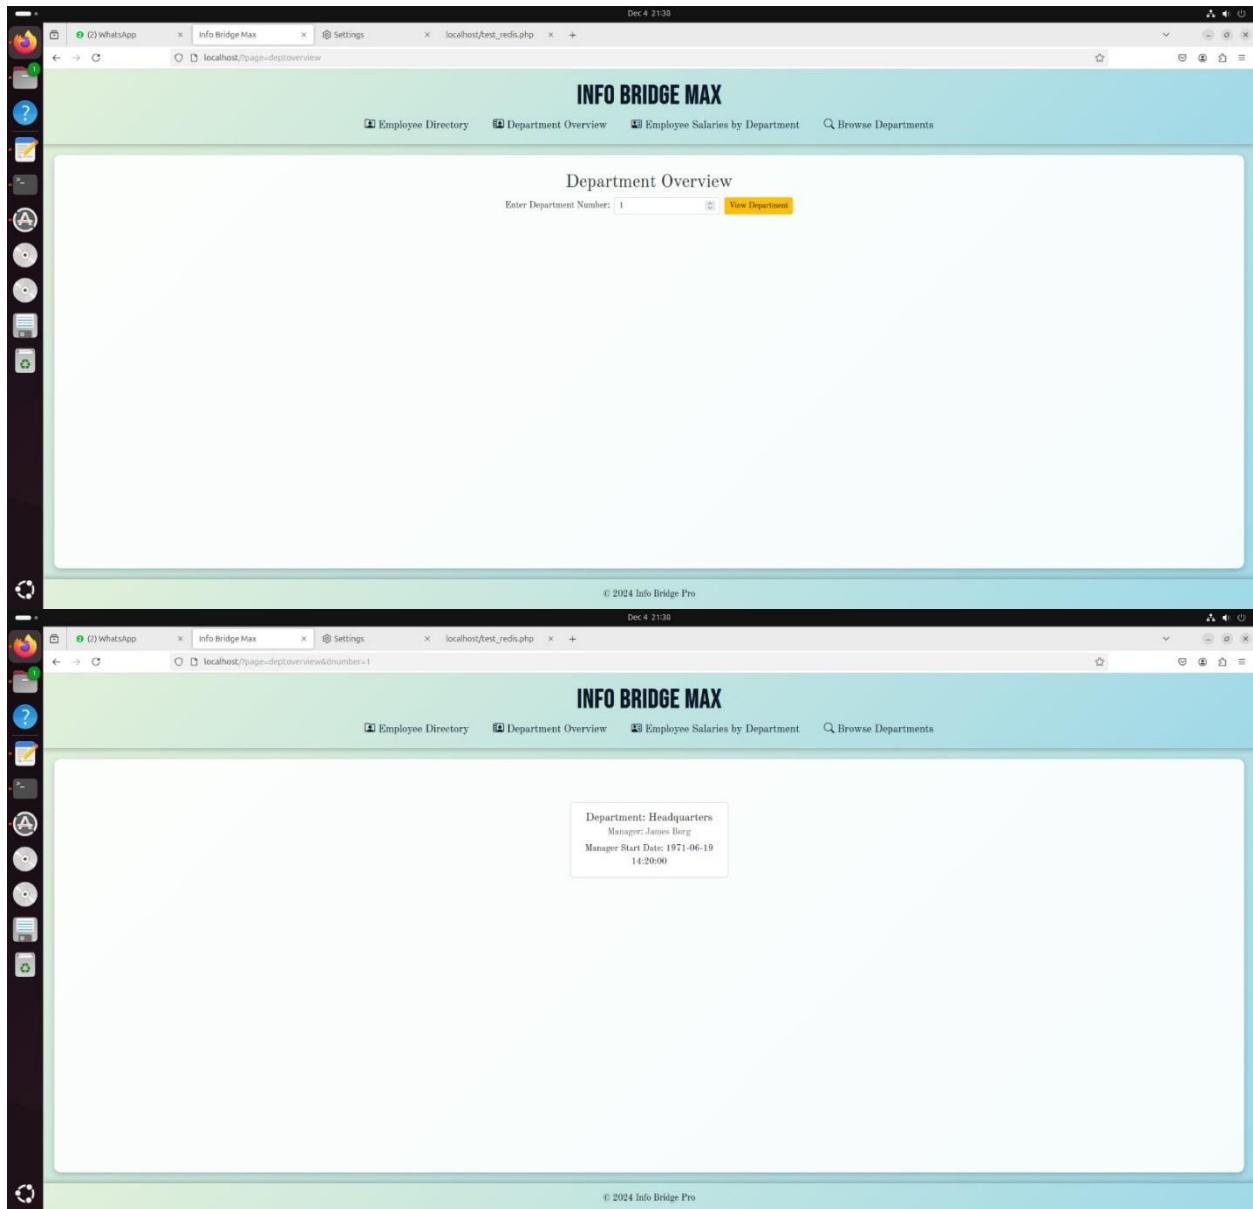 Dec 4 21:38
(2) WhatsApp
Info Bridge Max
Settings
localhost/test_redis.php
localhost/?page=deptoverview
INFO BRIDGE MAX
Employee Directory
Department Overview
Employee Salaries by Department
Browse Departments
Department Overview
Enter Department Number: 1 View Department
© 2024 Info Bridge Pro
Dec 4 21:38
(2) WhatsApp
Info Bridge Max
Settings
localhost/test_redis.php
localhost/?page=deptoverview&dnumber=1
INFO BRIDGE MAX
Employee Directory
Department Overview
Employee Salaries by Department
Browse Departments
Department: Headquarters
Manager: James Borg
Manager Start Date: 1971-06-19
14:20:00
© 2024 Info Bridge Pro